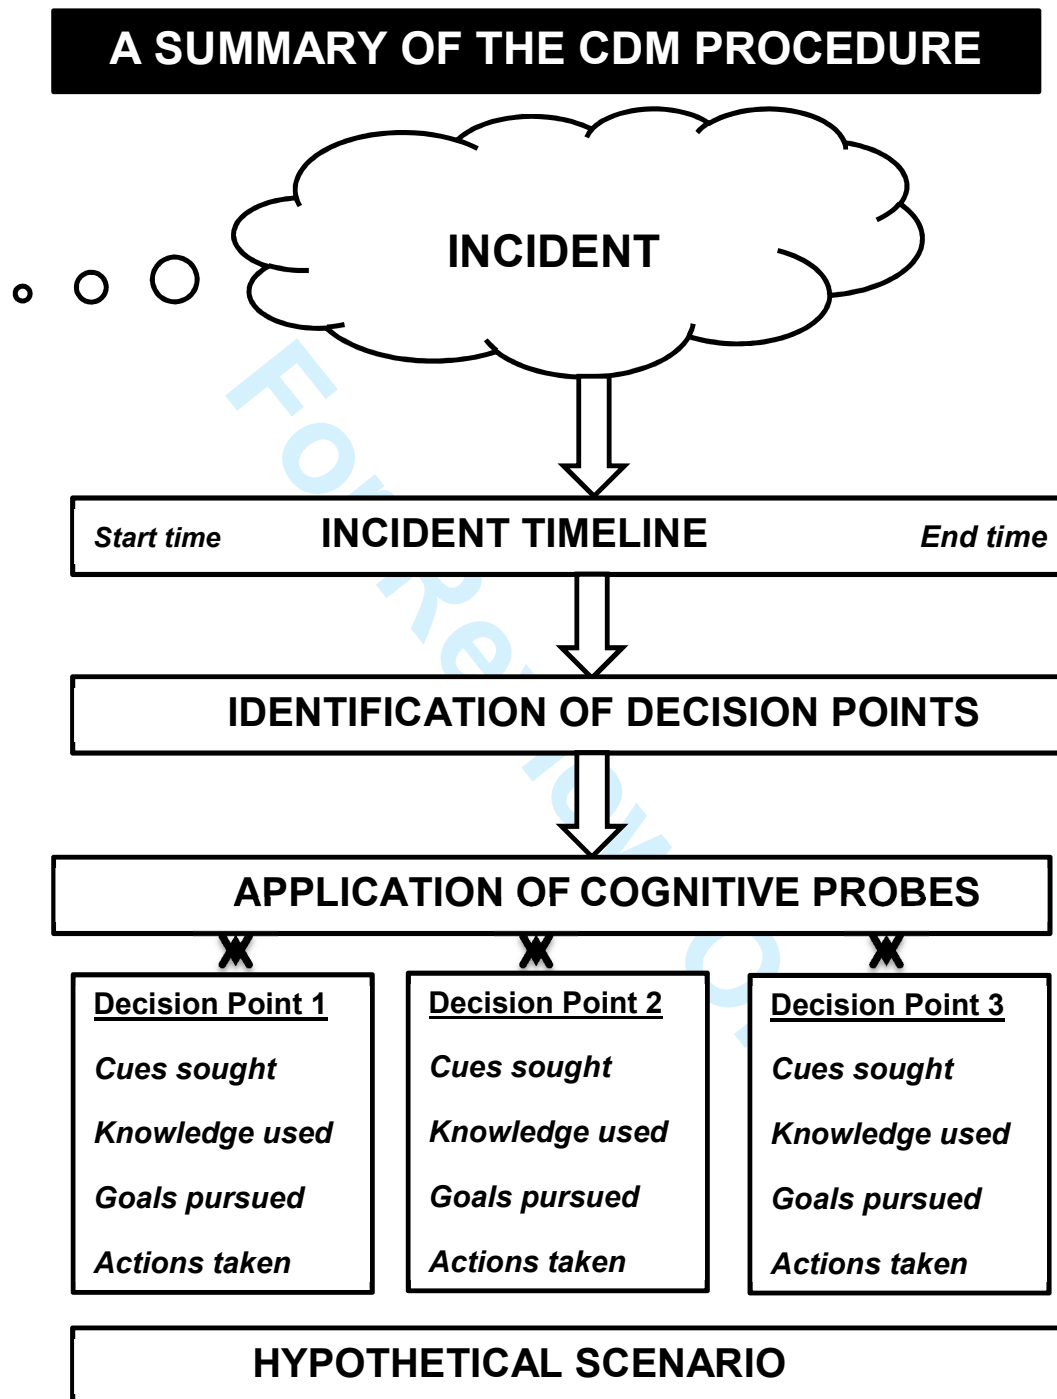 A SUMMARY OF THE CDM PROCEDURE
INCIDENT
Start time INCIDENT TIMELINE End time
IDENTIFICATION OF DECISION POINTS
APPLICATION OF COGNITIVE PROBES
Decision Point 1
Cues sought
Knowledge used
Goals pursued
Actions taken
Decision Point 2
Cues sought
Knowledge used
Goals pursued
Actions taken
Decision Point 3
Cues sought
Knowledge used
Goals pursued
Actions taken
HYPOTHETICAL SCENARIO
For Review